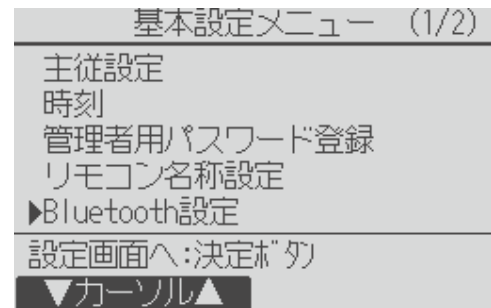 基本設定メニュー (1/2)
主従設定
時刻
管理者用パスワード登録
リモコン名称設定
▶Bluetooth設定
設定画面へ:決定ﾎﾞﾀﾝ
▼カーソル▲